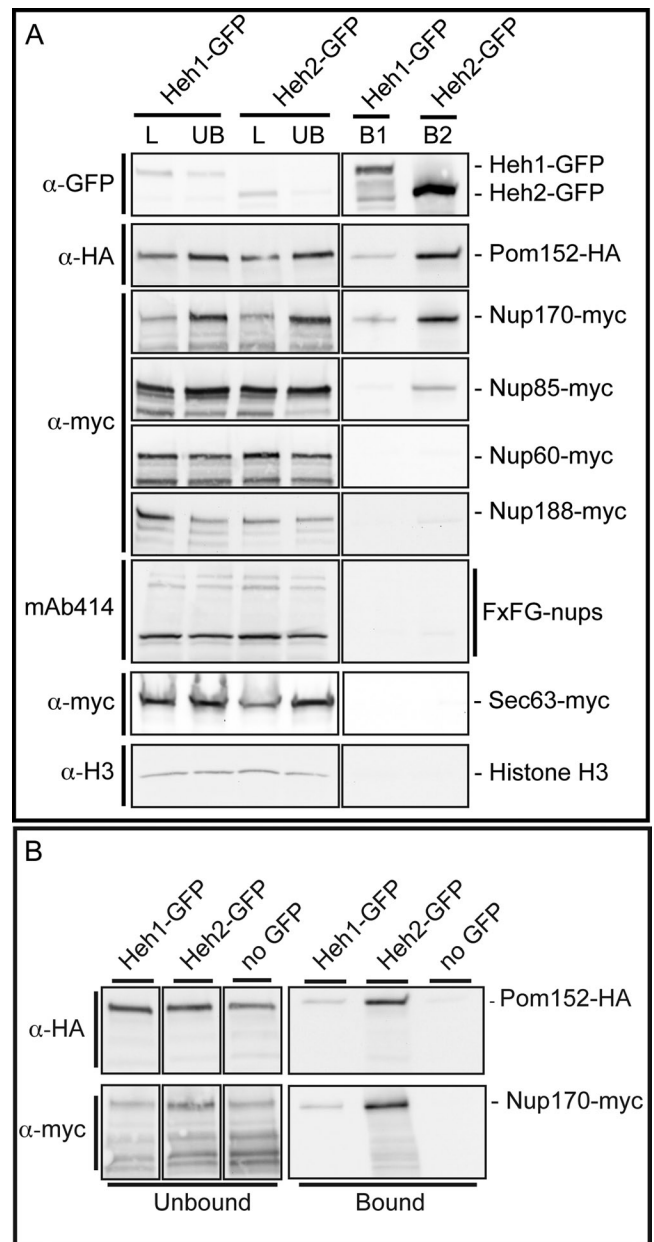 A
Heh1-GFP Heh2-GFP Heh1-GFP Heh2-GFP
L UB L UB B1 B2
α-GFP - Heh1-GFP
- Heh2-GFP
α-HA - Pom152-HA
- Nup170-myc
- Nup85-myc
α-myc
- Nup60-myc
- Nup188-myc
mAb414 FxFG-nups
α-myc - Sec63-myc
α-H3 - Histone H3
B
Heh1-GFP Heh2-GFP no GFP Heh1-GFP Heh2-GFP no GFP
α-HA - Pom152-HA
α-myc - Nup170-myc
Unbound Bound